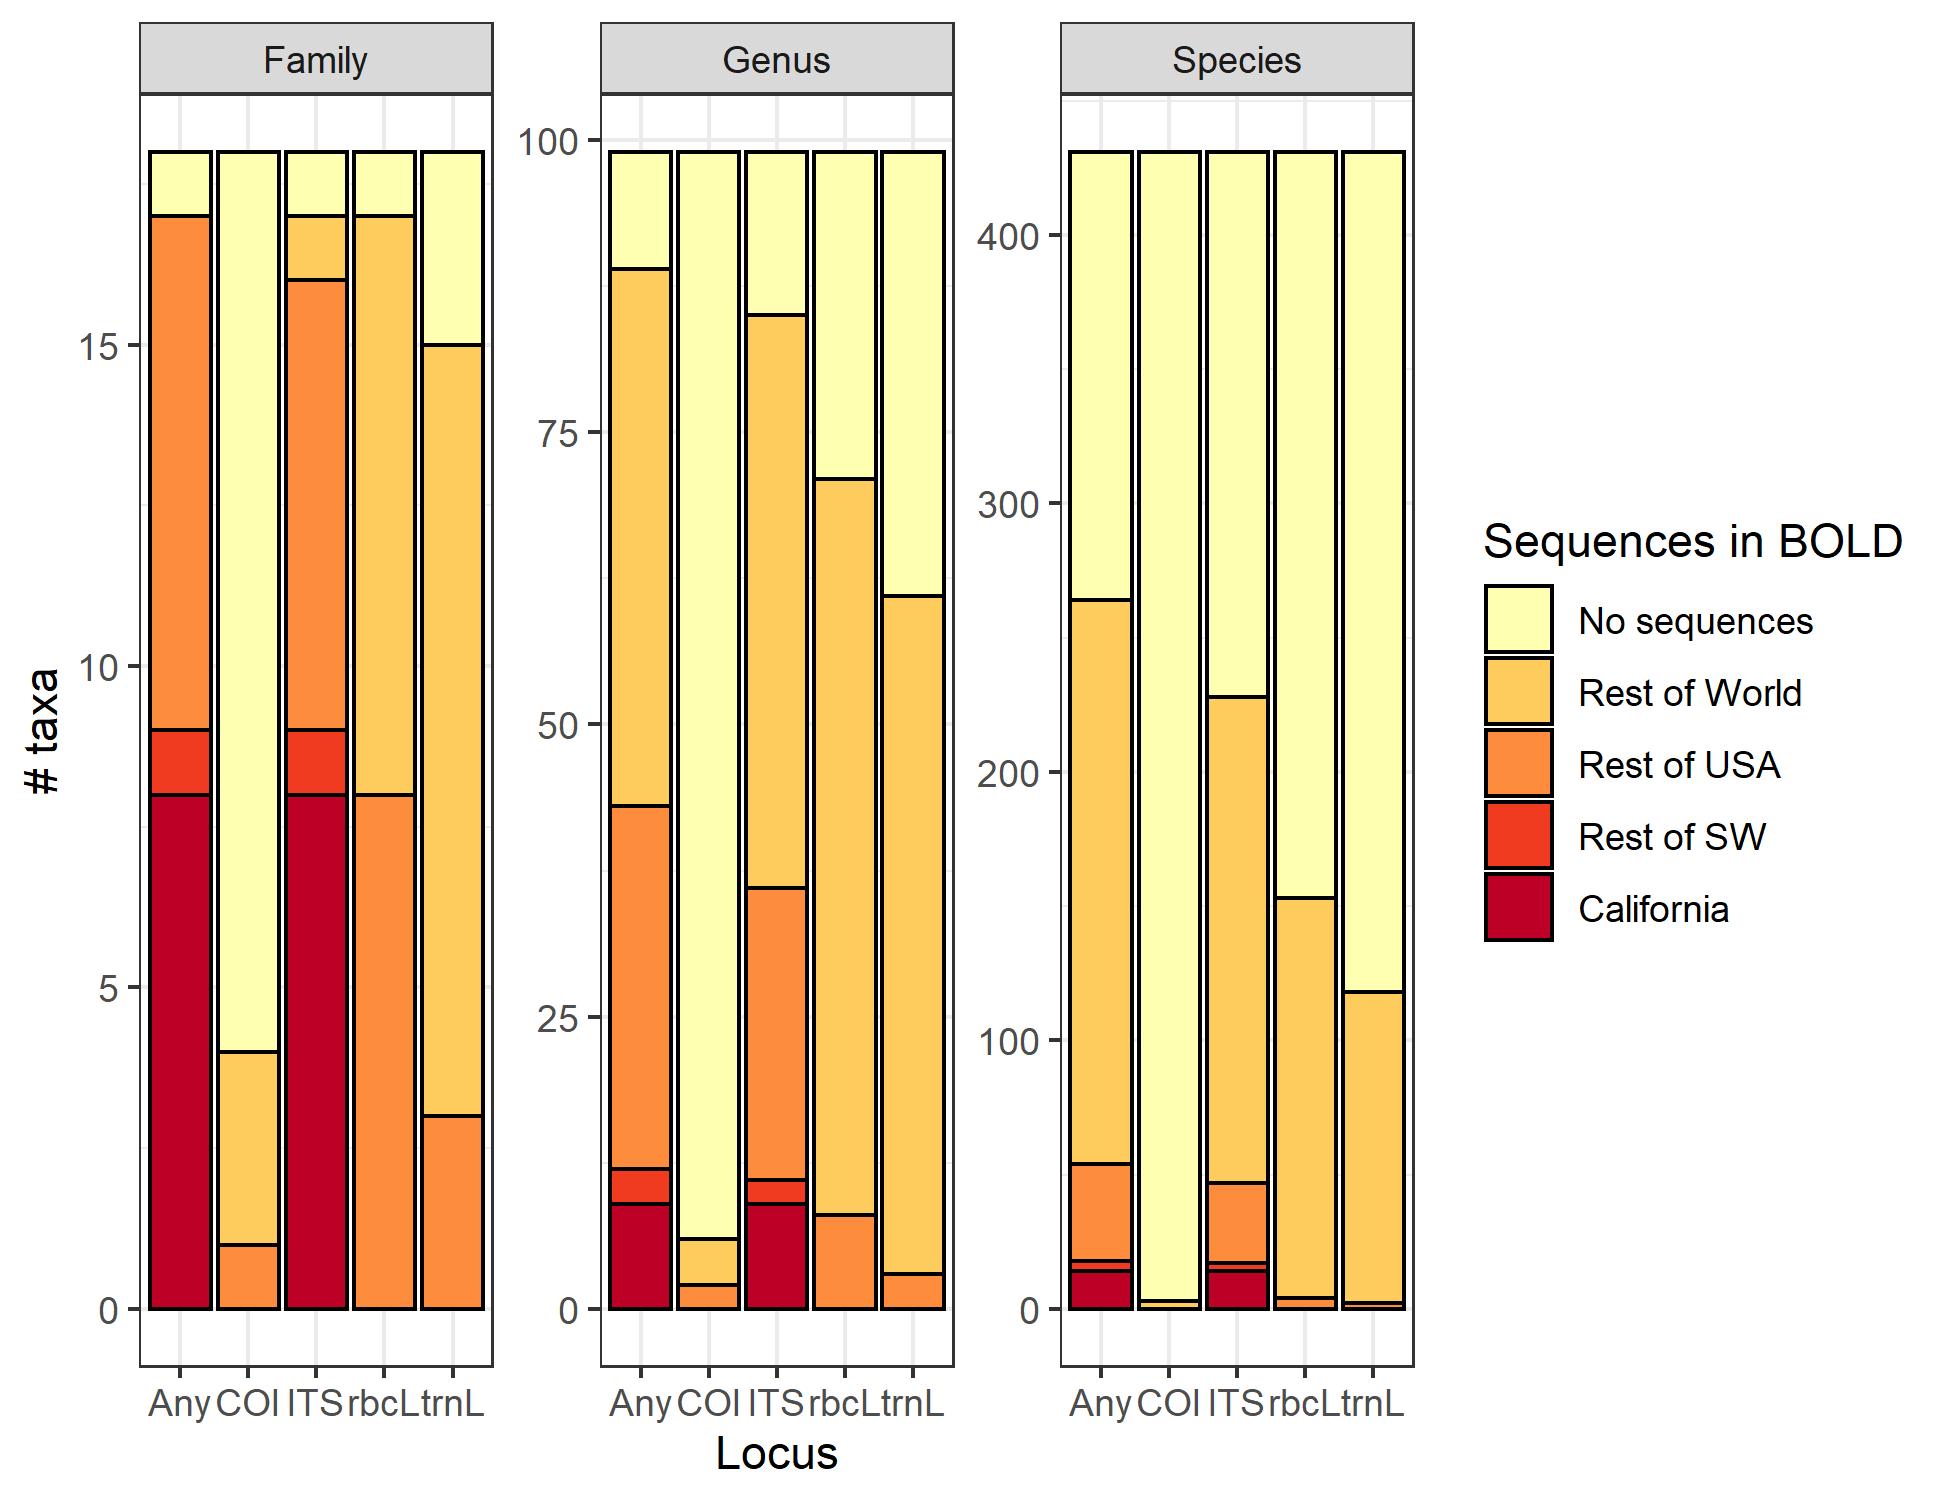 Family
Genus
Species
# taxa
15
10
5
0
100
75
50
25
0
400
300
200
100
0
Any COI ITS rbcL trnL
Any COI ITS rbcL trnL
Any COI ITS rbcL trnL
Locus
Sequences in BOLD
No sequences
Rest of World
Rest of USA
Rest of SW
California